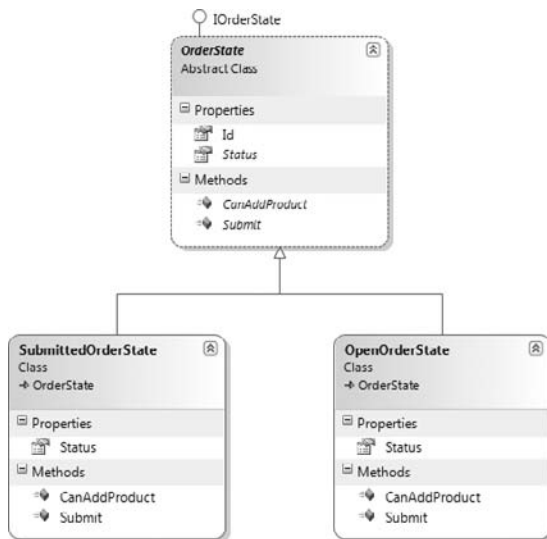 IOrderState
OrderState
Abstract Class
Properties
Id
Status
Methods
CanAddProduct
Submit
SubmittedOrderState
Class
OrderState
Properties
Status
Methods
CanAddProduct
Submit
OpenOrderState
Class
OrderState
Properties
Status
Methods
CanAddProduct
Submit